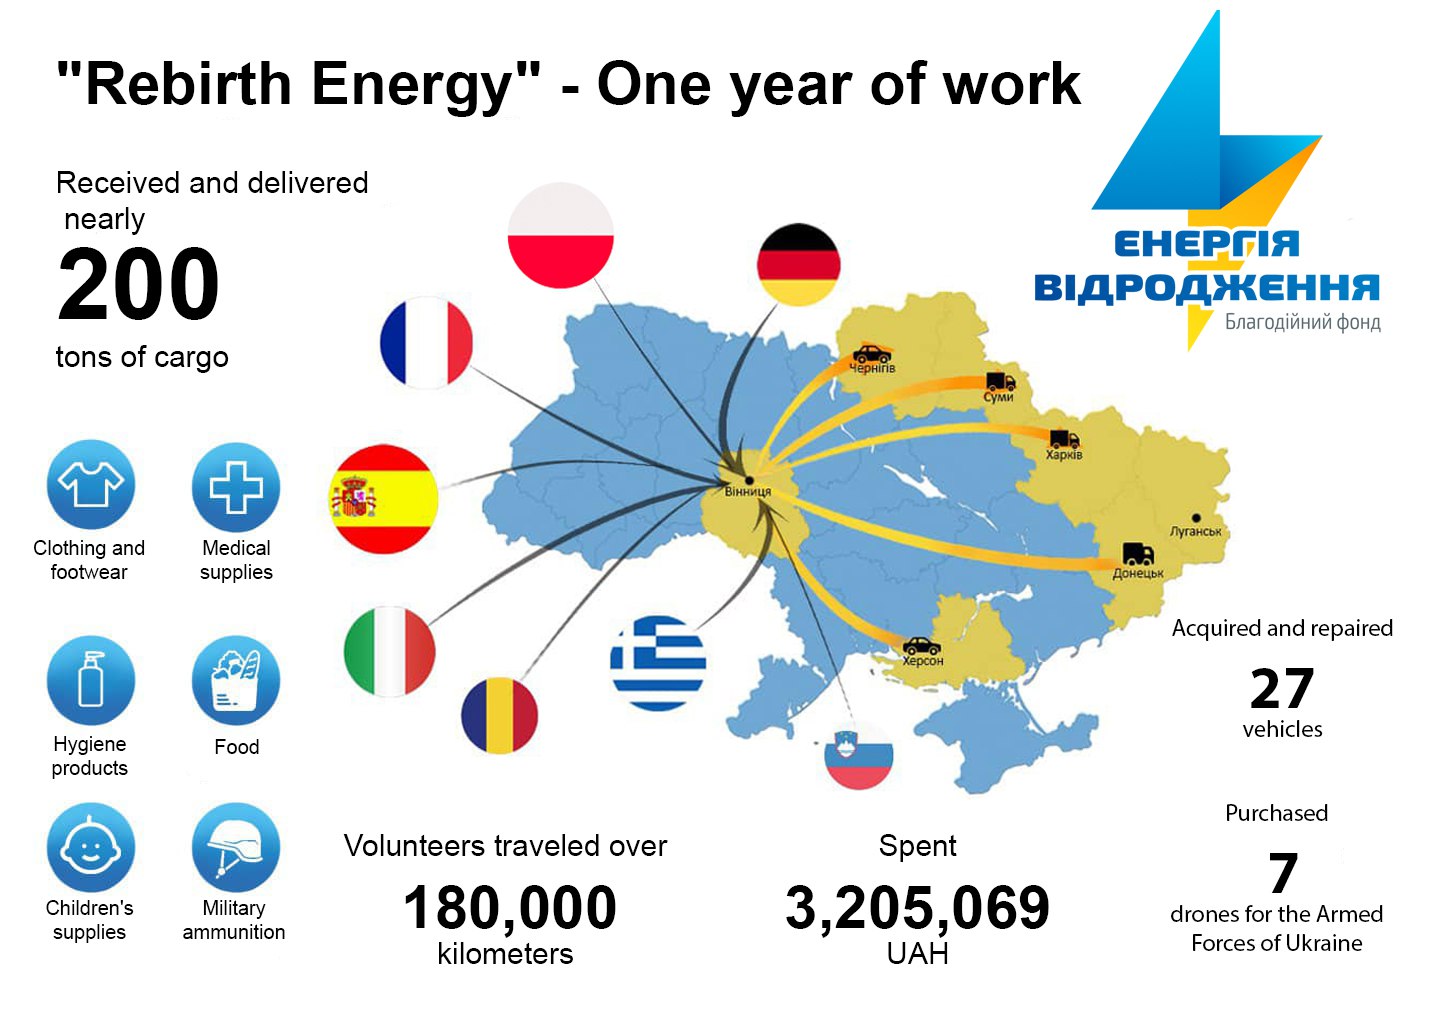 "Rebirth Energy" - One year of work
ЄНЕРГІЯ
ВІДРОДЖЕННЯ
Благодійний фонд
Received and delivered
nearly
200
tons of cargo
Clothing and
footwear
Medical
supplies
Hygiene
products
Food
Children's
supplies
Military
ammunition
Чернігів
Суми
Харків
Вінниця
Луганськ
Донецьк
Херсон
Acquired and repaired
27
vehicles
Purchased
7
drones for the Armed
Forces of Ukraine
Volunteers traveled over
180,000
kilometers
Spent
3,205,069
UAH